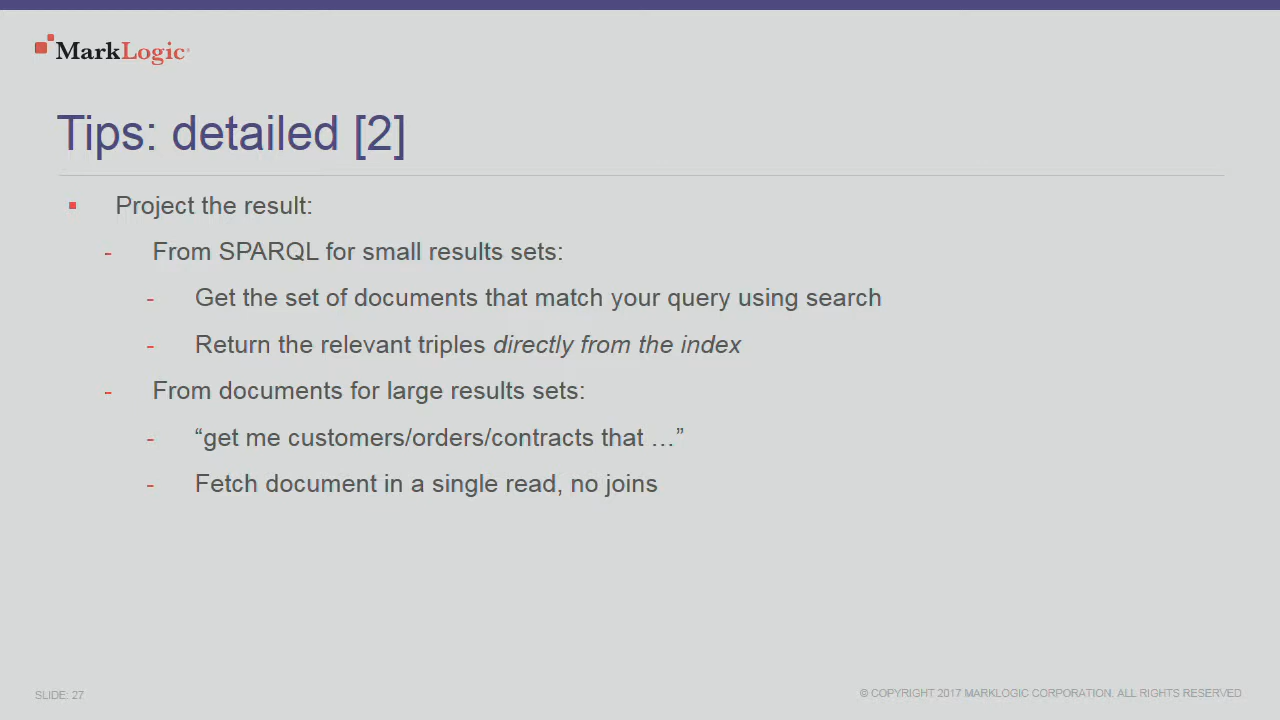 MarkLogic
Tips: detailed [2]
Project the result:
- From SPARQL for small results sets:
- Get the set of documents that match your query using search
- Return the relevant triples directly from the index
- From documents for large results sets:
- “get me customers/orders/contracts that …”
- Fetch document in a single read, no joins
SLIDE: 27
© COPYRIGHT 2017 MARKLOGIC CORPORATION. ALL RIGHTS RESERVED.